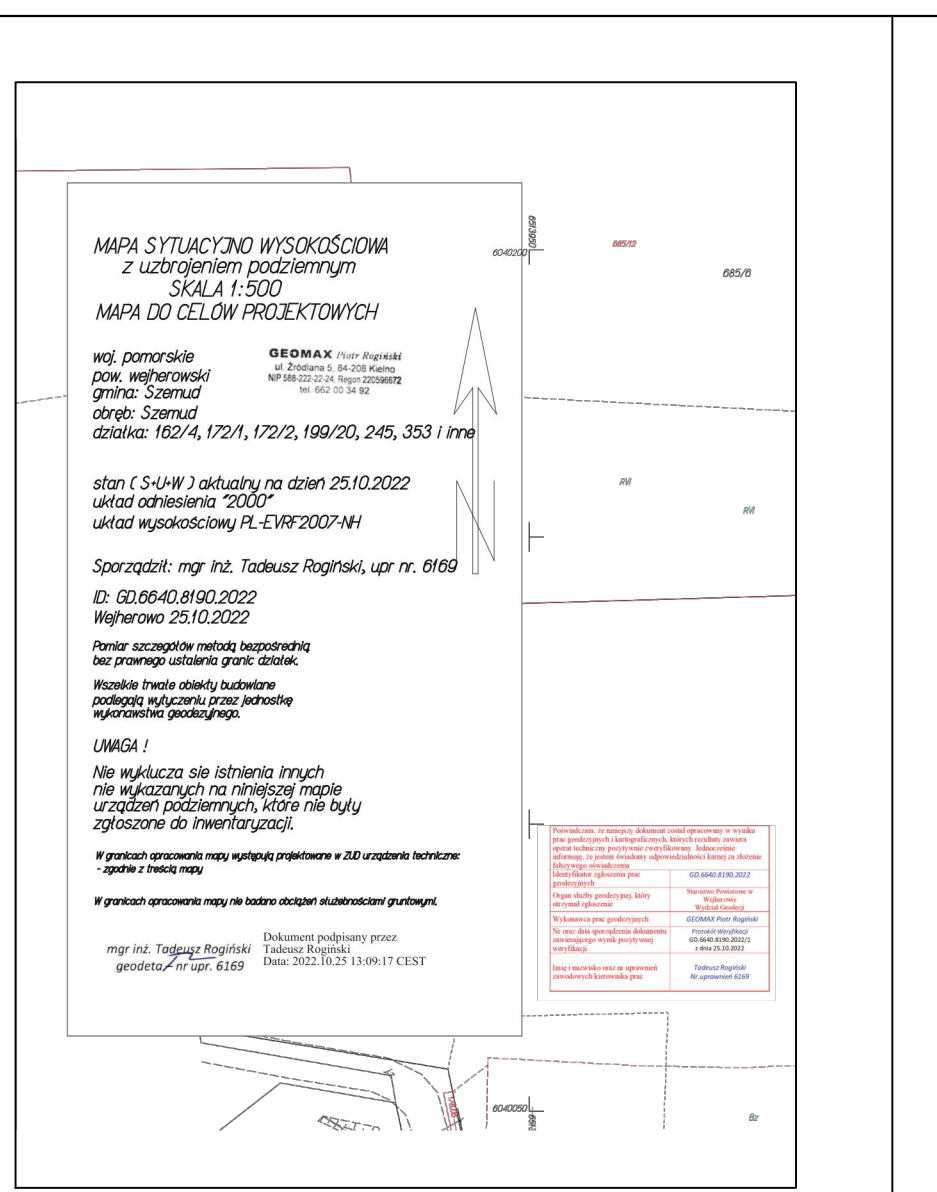 MAPA SYTUACYJNO WYSOKOŚCIOWA
z uzbrojeniem podziemnym
SKALA 1:500
MAPA DO CELÓW PROJEKTOWYCH
woj. pomorskie
pow. wejherowski
gmina: Szemud
obręb: Szemud
działka: 162/4, 172/1, 172/2, 199/20, 245, 353 i inne
GEOMAX Piotr Rogiński
ul. Źródlana 5, 84-208 Kielno
NIP 588-222-22-24, Regon 220596672
tel. 662 00 34 92
stan ( S+U+W ) aktualny na dzień 25.10.2022
układ odniesienia "2000"
układ wysokościowy PL-EVRF2007-NH
Sporządził: mgr inż. Tadeusz Rogiński, upr nr. 6169
ID: GD.6640.8190.2022
Wejherowo 25.10.2022
Pomiar szczegółów metodą bezpośrednią
bez prawnego ustalenia granic działek.
Wszelkie trwałe obiekty budowlane
podlegają wytyczeniu przez jednostkę
wykonawstwa geodezyjnego.
UWAGA !
Nie wyklucza sie istnienia innych
nie wykazanych na niniejszej mapie
urządzeń podziemnych, które nie były
zgłoszone do inwentaryzacji.
W granicach opracowania mapy występują projektowane w ZUD urządzenia techniczne:
- zgodnie z treścią mapy
W granicach opracowania mapy nie badano obciążeń służebnościami gruntowymi.
mgr inż. Tadeusz Rogiński
geodeta nr upr. 6169
Dokument podpisany przez
Tadeusz Rogiński
Data: 2022.10.25 13:09:17 CEST
N
6513950
6040200
685/12
685/6
RVI
RVI
Poświadczam, że niniejszy dokument został opracowany w wyniku
prac geodezyjnych i kartograficznych, których rezultaty zawiera
operat techniczny pozytywnie zweryfikowany. Jednocześnie
informuję, że jestem świadomy odpowiedzialności karnej za złożenie
fałszywego oświadczenia
Identyfikator zgłoszenia prac
geodezyjnych
GD.6640.8190.2022
Organ służby geodezyjnej, który
otrzymał zgłoszenie
Starostwo Powiatowe w
Wejherowie
Wydział Geodezji
Wykonawca prac geodezyjnych
GEOMAX Piotr Rogiński
Nr oraz data sporządzenia dokumentu
zawierającego wynik pozytywnej
weryfikacji
Protokół Weryfikacji
GD.6640.8190.2022/1
z dnia 25.10.2022
Imię i nazwisko oraz nr uprawnień
zawodowych kierownika prac
Tadeusz Rogiński
Nr.uprawnień 6169
6040050
Bz